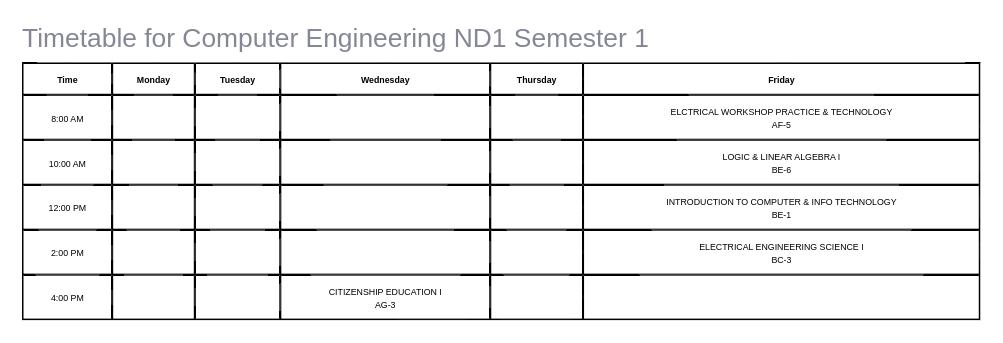 Timetable for Computer Engineering ND1 Semester 1
Time Monday Tuesday Wednesday Thursday Friday
8:00 AM ELCTRICAL WORKSHOP PRACTICE & TECHNOLOGY
AF-5
10:00 AM LOGIC & LINEAR ALGEBRA I
BE-6
12:00 PM INTRODUCTION TO COMPUTER & INFO TECHNOLOGY
BE-1
2:00 PM ELECTRICAL ENGINEERING SCIENCE I
BC-3
4:00 PM CITIZENSHIP EDUCATION I
AG-3